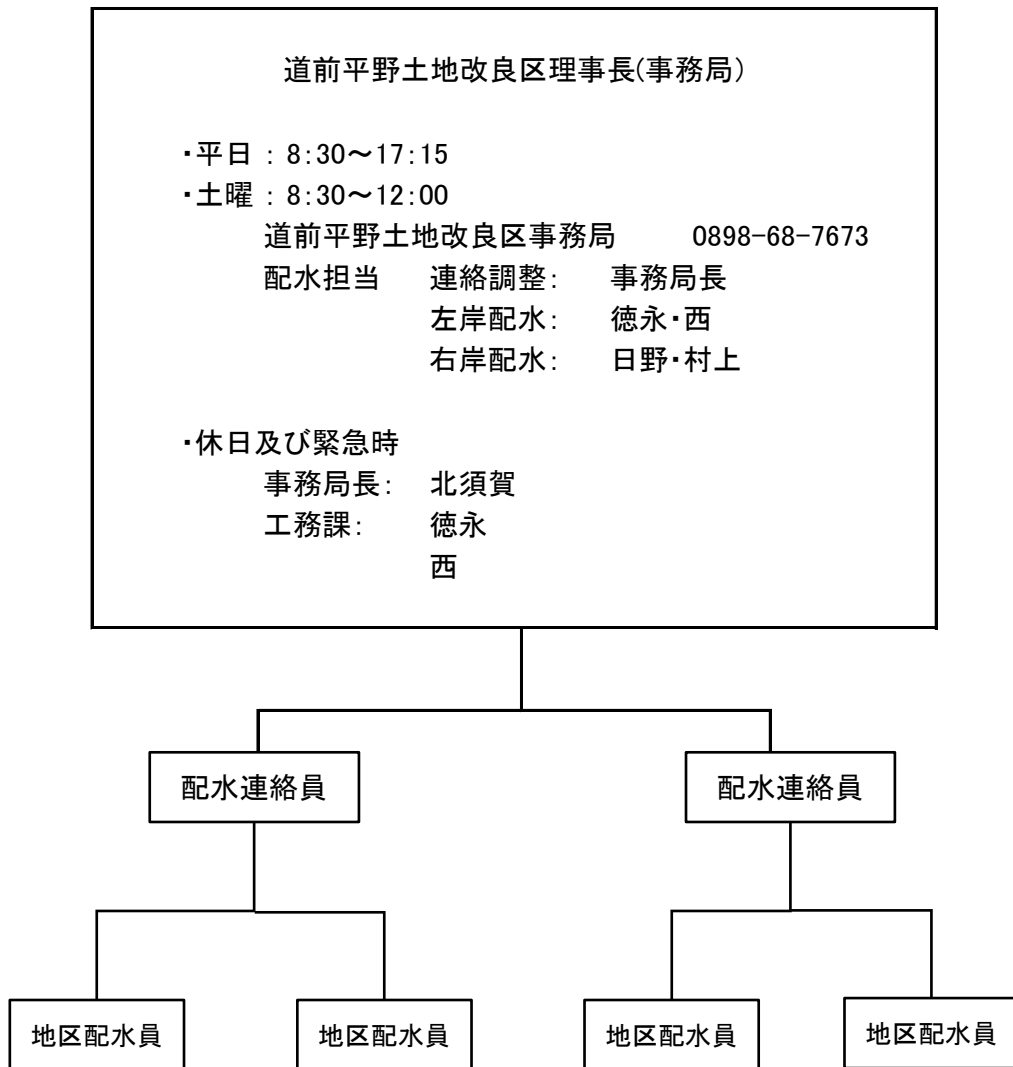 道前平野土地改良区理事長(事務局)
・平日 : 8:30～17:15
・土曜 : 8:30～12:00
道前平野土地改良区事務局 0898-68-7673
配水担当 連絡調整: 事務局長
左岸配水: 徳永・西
右岸配水: 日野・村上
・休日及び緊急時
事務局長: 北須賀
工務課: 徳永
西
配水連絡員 配水連絡員
地区配水員 地区配水員 地区配水員 地区配水員